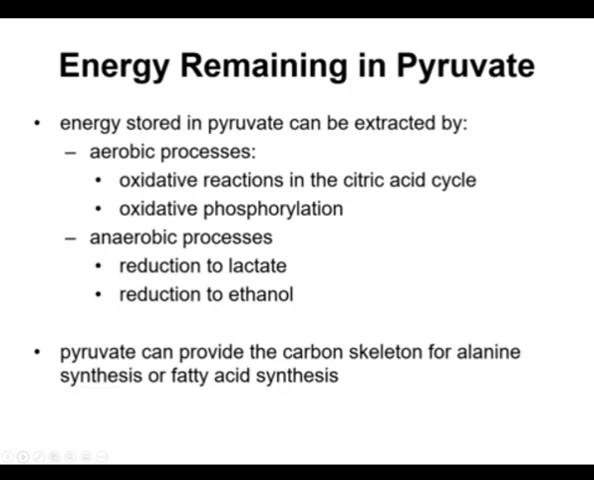 Energy Remaining in Pyruvate
• energy stored in pyruvate can be extracted by:
– aerobic processes:
• oxidative reactions in the citric acid cycle
• oxidative phosphorylation
– anaerobic processes
• reduction to lactate
• reduction to ethanol
• pyruvate can provide the carbon skeleton for alanine
synthesis or fatty acid synthesis